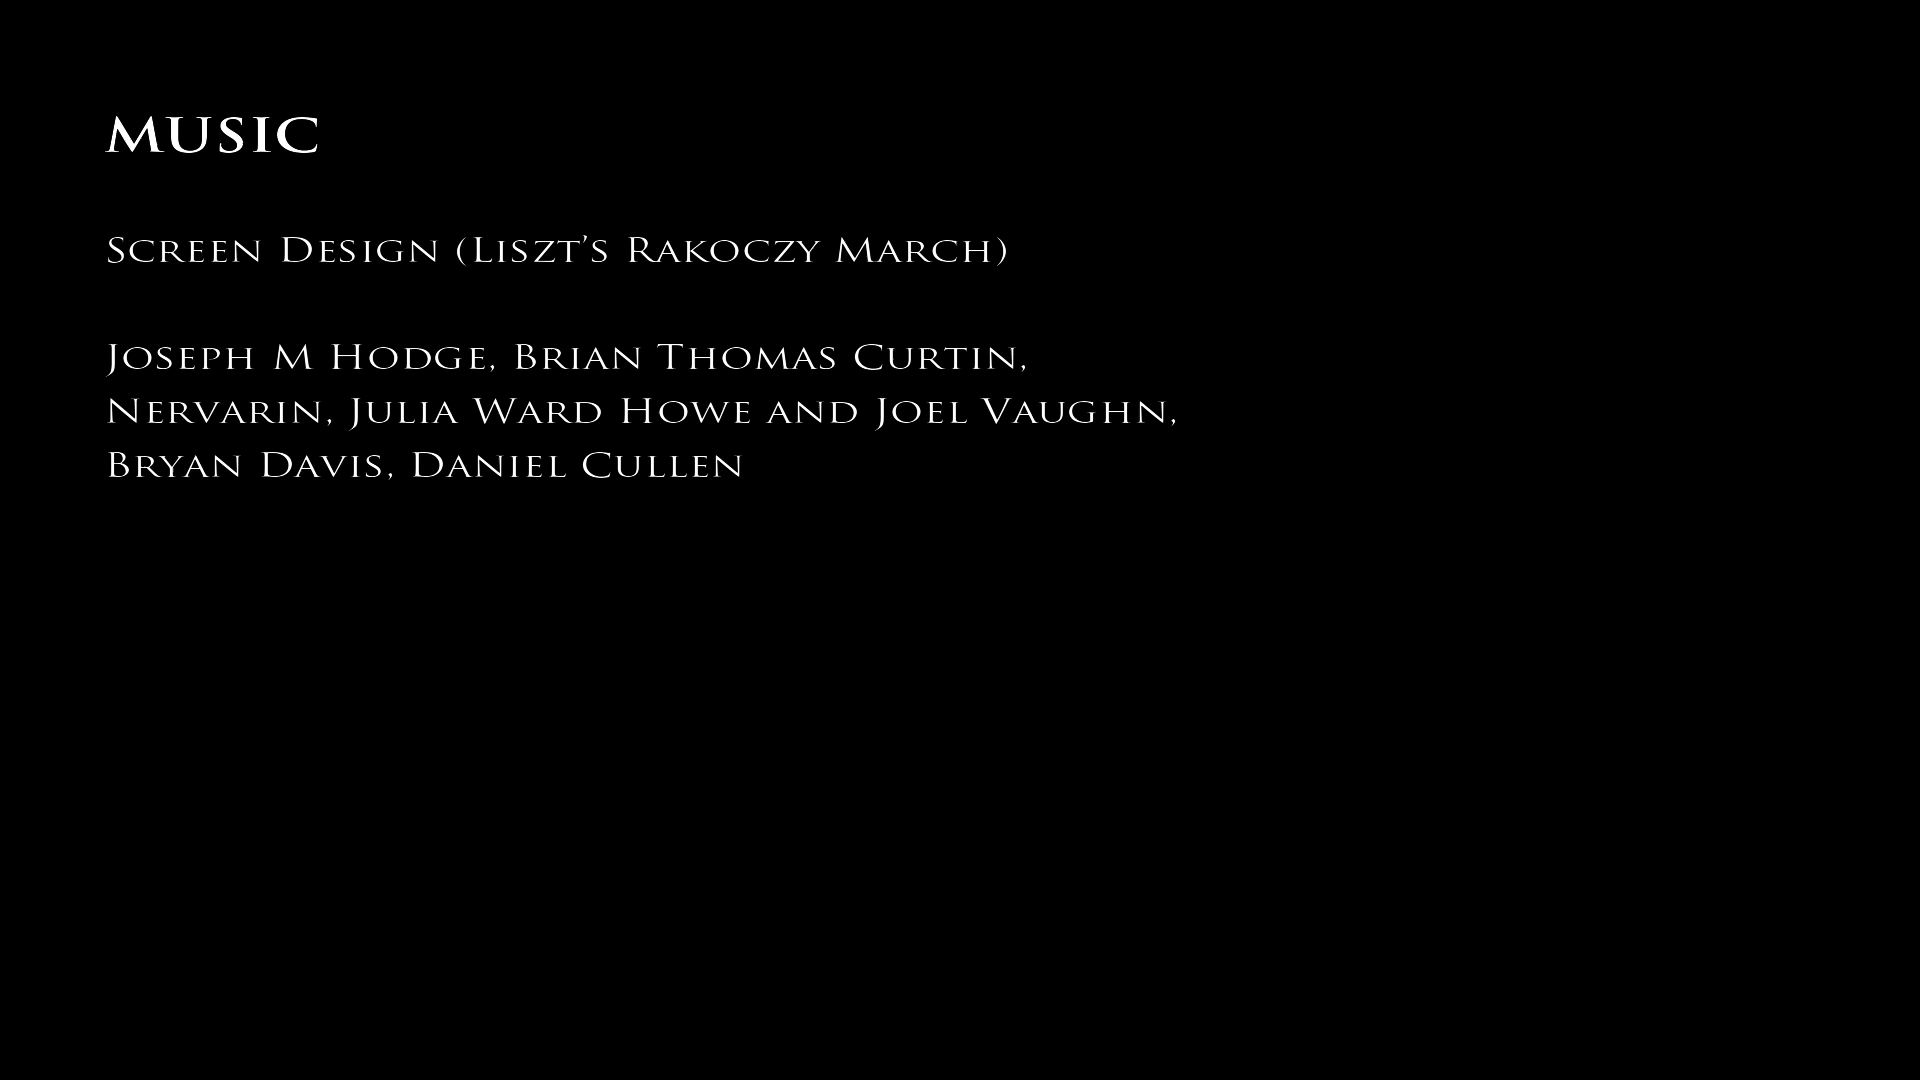 MUSIC
Screen Design (Liszt’s Rakoczy March)
Joseph M Hodge, Brian Thomas Curtin,
Nervarin, Julia Ward Howe and Joel Vaughn,
Bryan Davis, Daniel Cullen